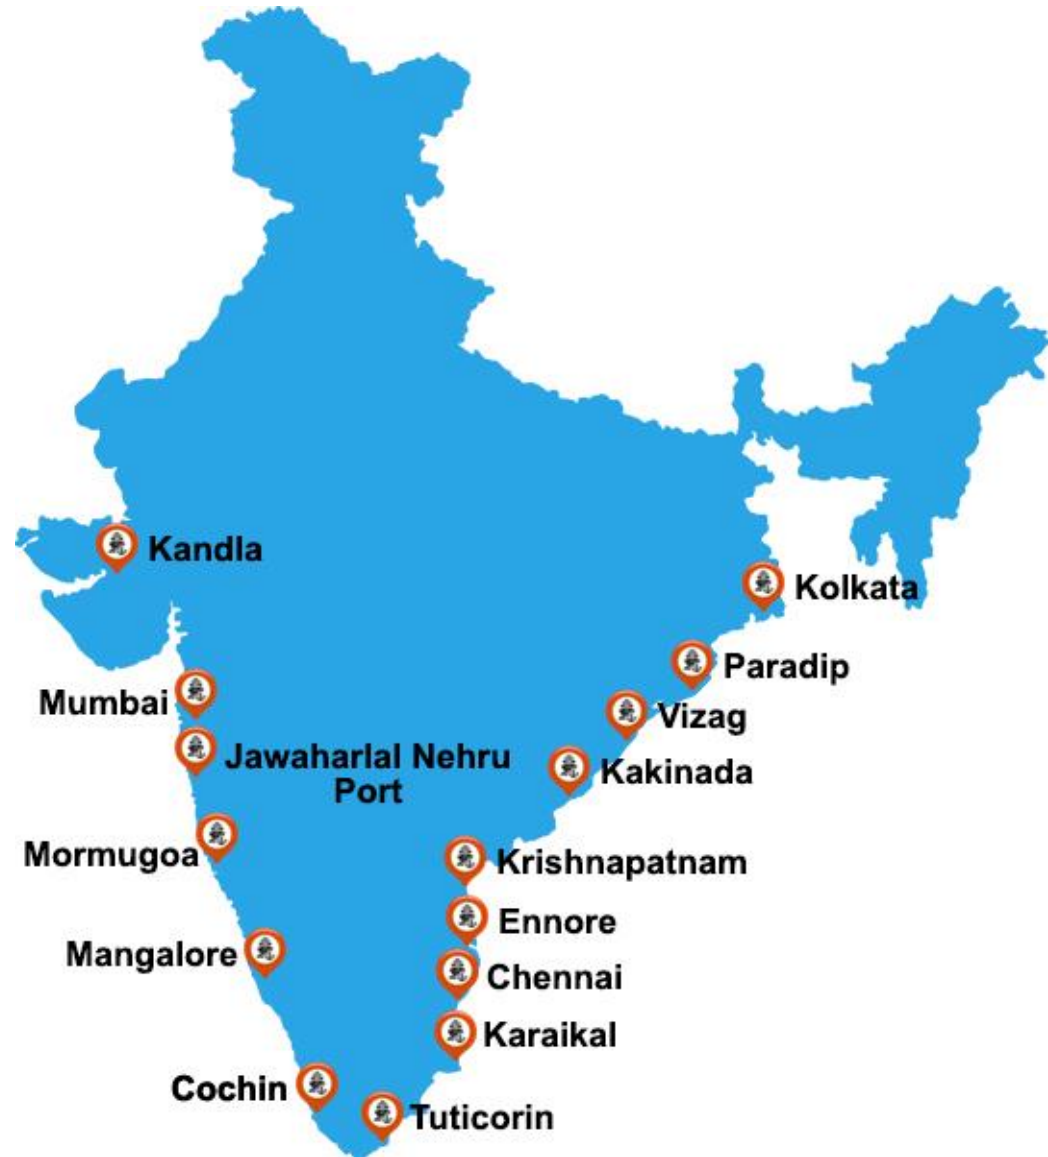 Kandla
Kolkata
Paradip
Mumbai
Vizag
Jawaharlal Nehru
Port
Kakinada
Mormugoa
Krishnapatnam
Ennore
Mangalore
Chennai
Karaikal
Cochin
Tuticorin